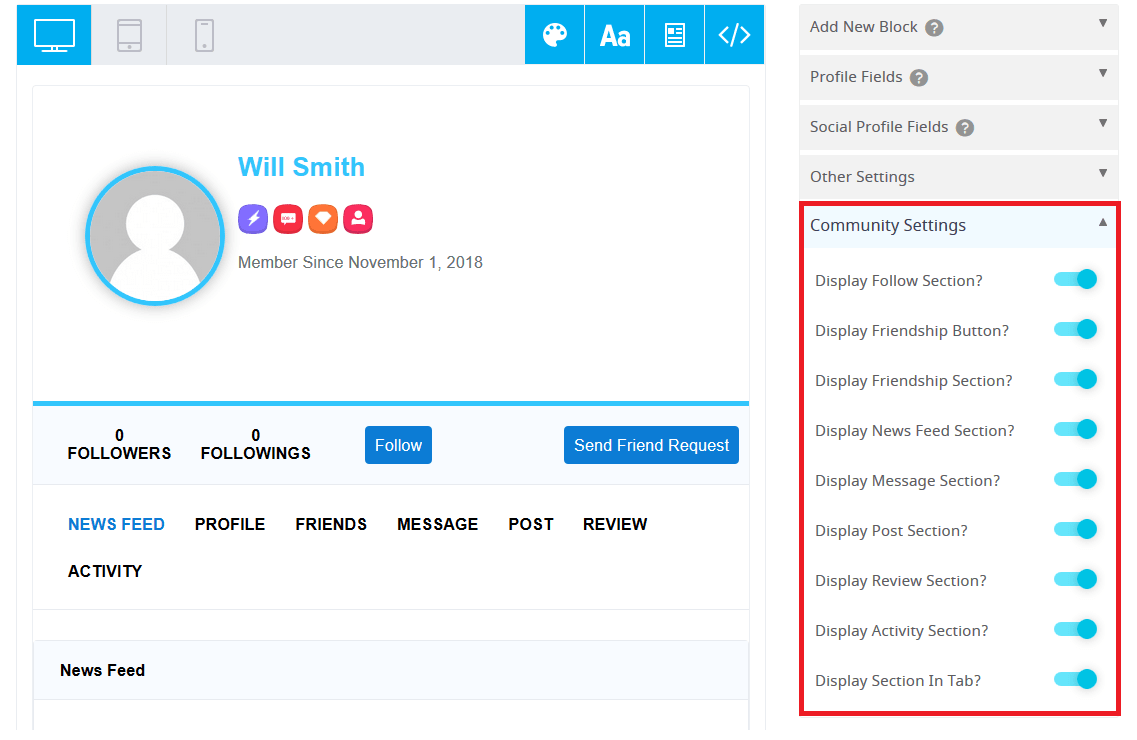 Aa
</>
Will Smith
Member Since November 1, 2018
0
FOLLOWERS
0
FOLLOWINGS
Follow
Send Friend Request
NEWS FEED
PROFILE
FRIENDS
MESSAGE
POST
REVIEW
ACTIVITY
News Feed
Add New Block ?
Profile Fields ?
Social Profile Fields ?
Other Settings
Community Settings
Display Follow Section?
Display Friendship Button?
Display Friendship Section?
Display News Feed Section?
Display Message Section?
Display Post Section?
Display Review Section?
Display Activity Section?
Display Section In Tab?